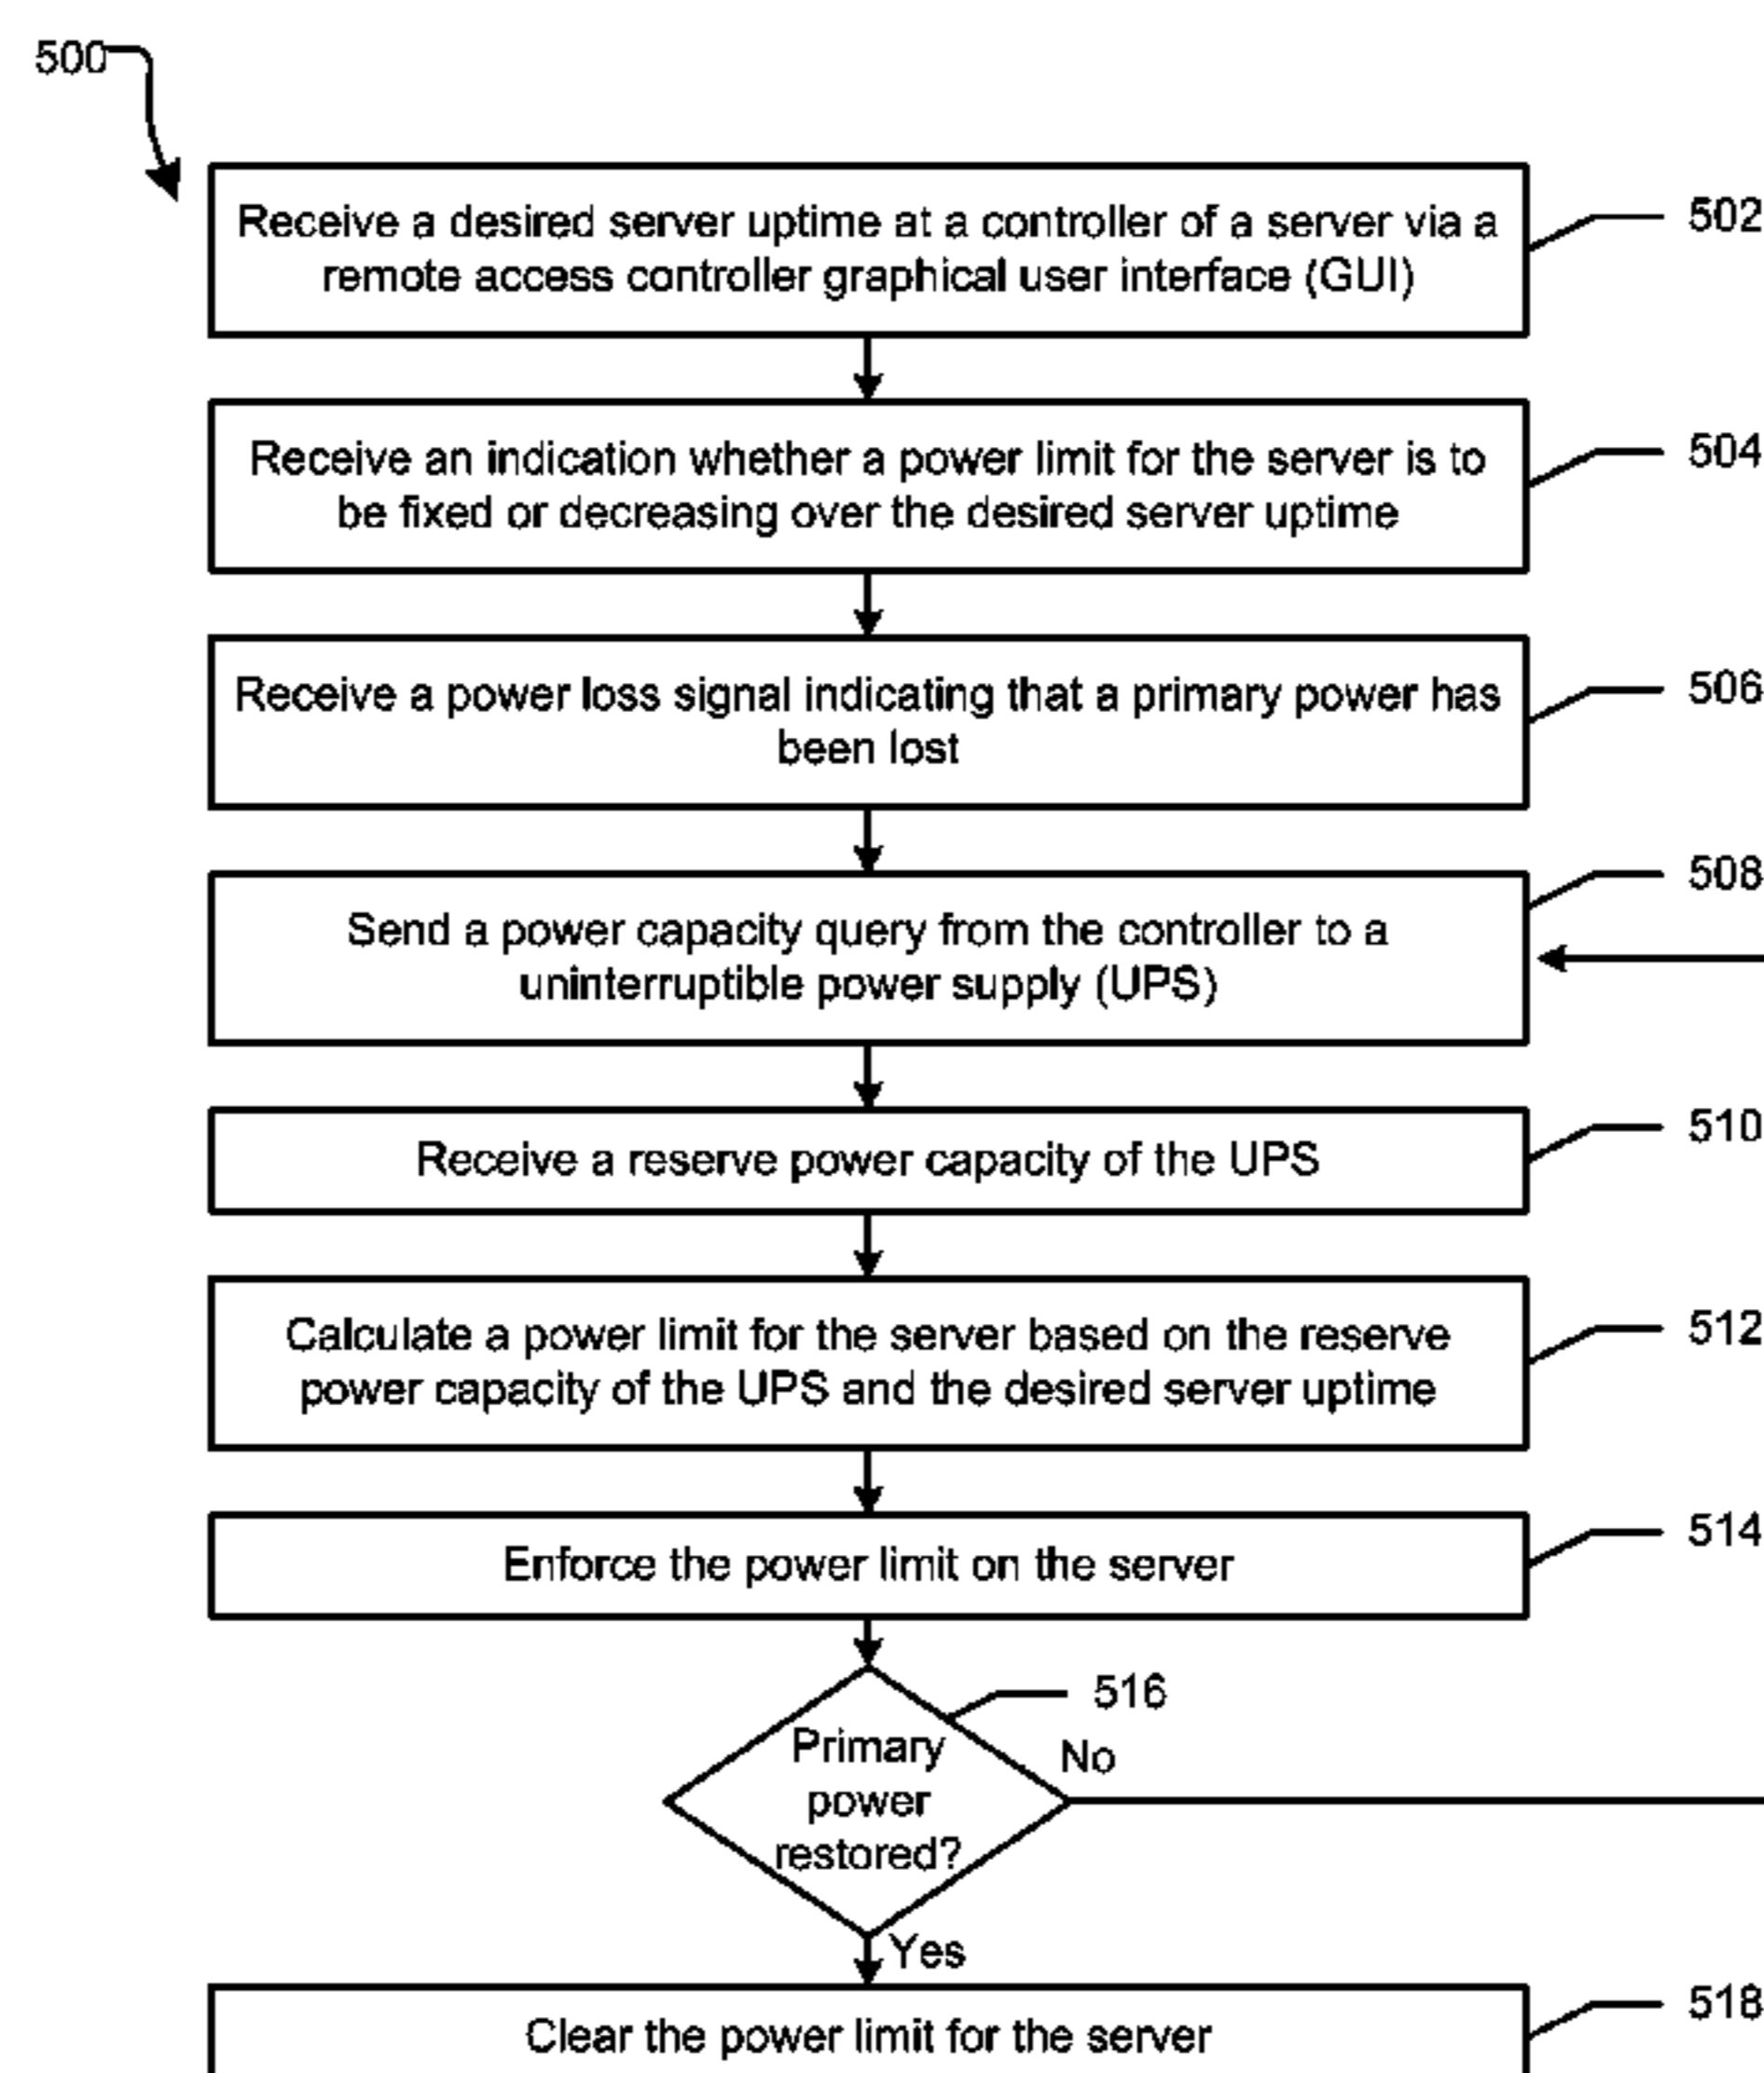 500
Receive a desired server uptime at a controller of a server via a
remote access controller graphical user interface (GUI)
502
Receive an indication whether a power limit for the server is to
be fixed or decreasing over the desired server uptime
504
Receive a power loss signal indicating that a primary power has
been lost
506
Send a power capacity query from the controller to a
uninterruptible power supply (UPS)
508
Receive a reserve power capacity of the UPS
510
Calculate a power limit for the server based on the reserve
power capacity of the UPS and the desired server uptime
512
Enforce the power limit on the server
514
516
Primary
power
restored?
No
Yes
Clear the power limit for the server
518